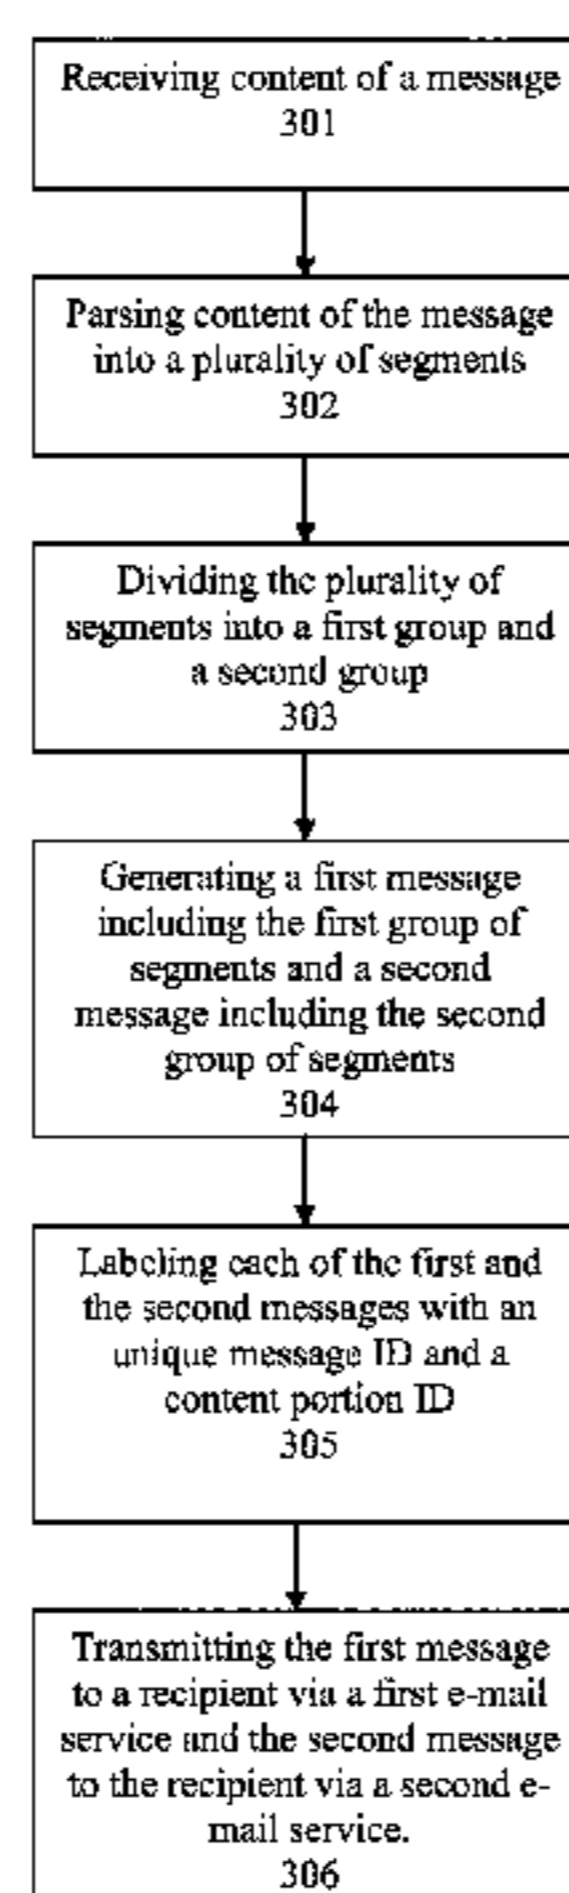 Receiving content of a message
301
Parsing content of the message
into a plurality of segments
302
Dividing the plurality of
segments into a first group and
a second group
303
Generating a first message
including the first group of
segments and a second
message including the second
group of segments
304
Labeling each of the first and
the second messages with an
unique message ID and a
content portion ID
305
Transmitting the first message
to a recipient via a first e-mail
service and the second message
to the recipient via a second e-
mail service.
306